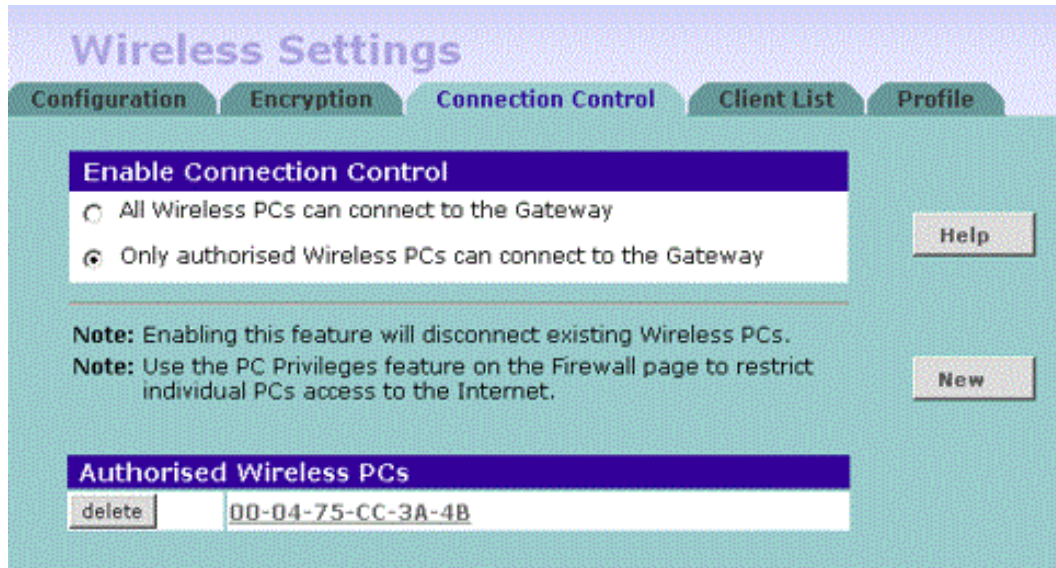 Wireless Settings
Configuration Encryption Connection Control Client List Profile
Enable Connection Control
All Wireless PCs can connect to the Gateway
Only authorised Wireless PCs can connect to the Gateway
Help
Note: Enabling this feature will disconnect existing Wireless PCs.
Note: Use the PC Privileges feature on the Firewall page to restrict
individual PCs access to the Internet.
New
Authorised Wireless PCs
delete 00-04-75-CC-3A-4B